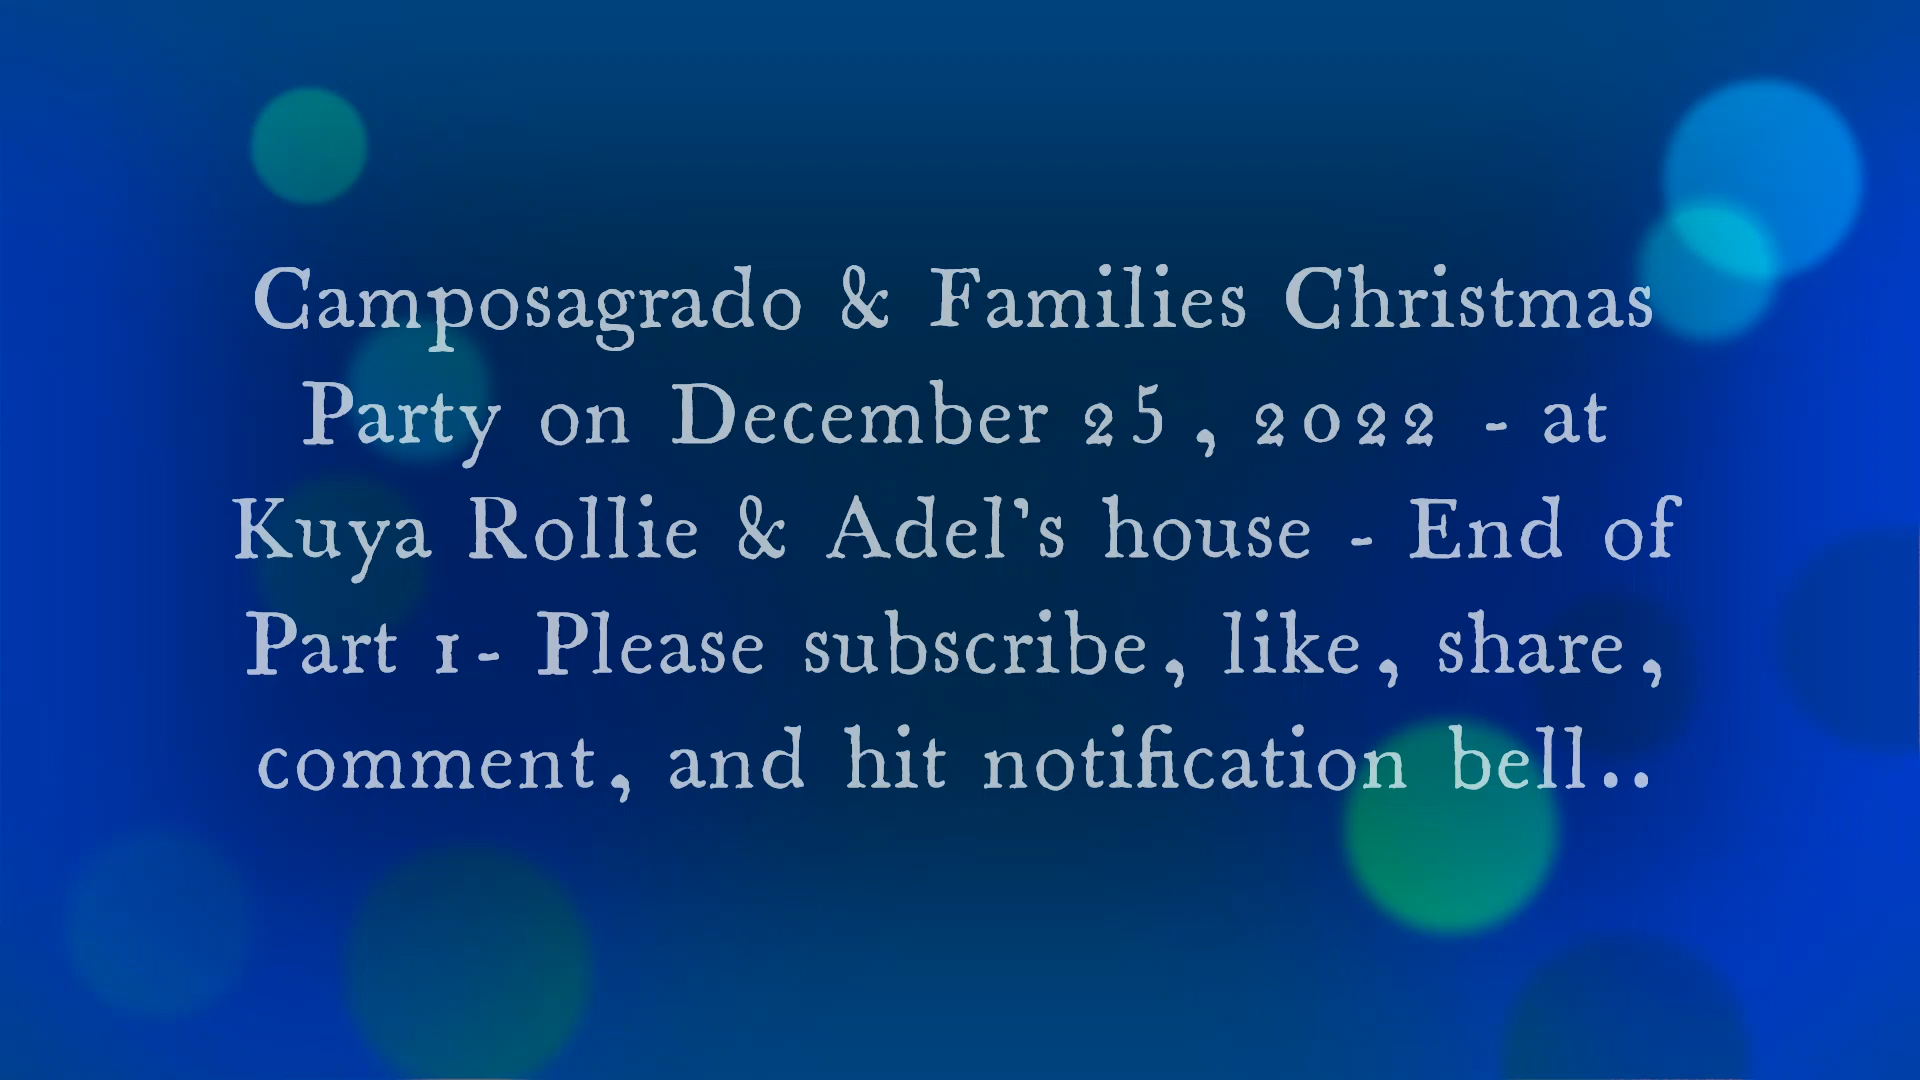 Camposagrado & Families Christmas
Party on December 25, 2022 - at
Kuya Rollie & Adel's house - End of
Part 1- Please subscribe, like, share,
comment, and hit notification bell..